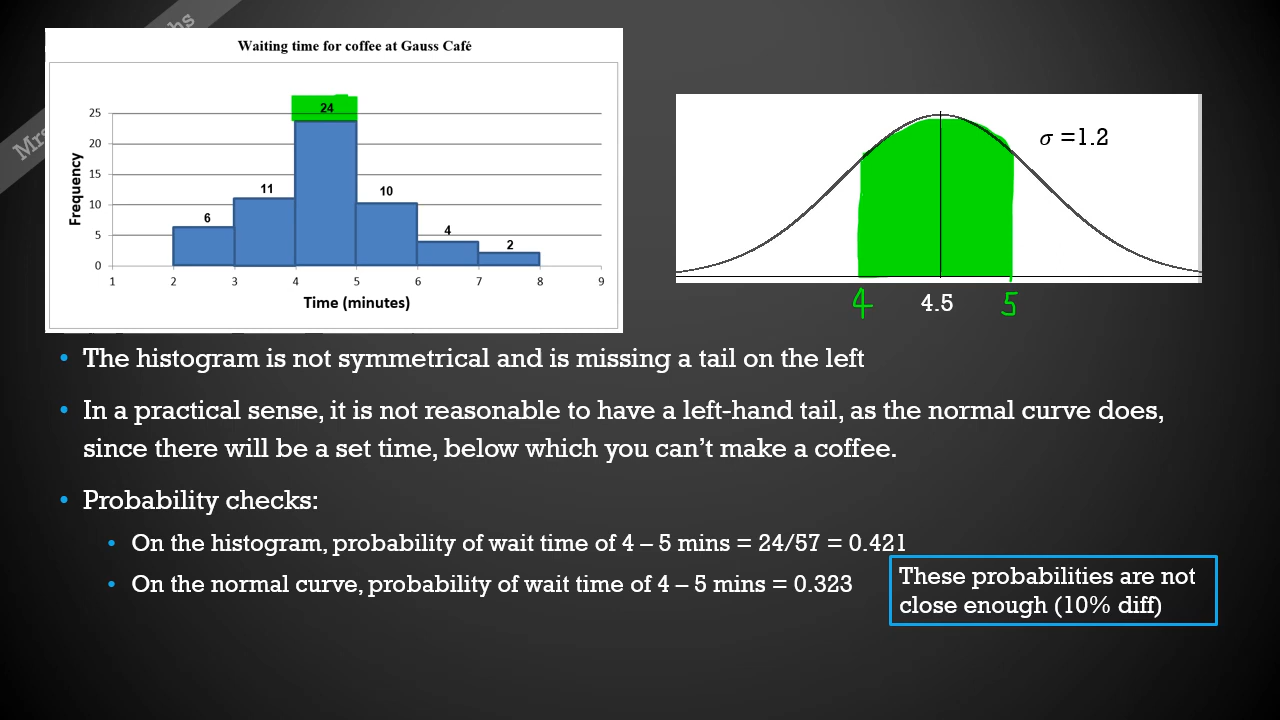 Mrs
hs
Waiting time for coffee at Gauss Café
Frequency
25
20
15
10
5
0
6
11
24
10
4
2
1 2 3 4 5 6 7 8 9
Time (minutes)
σ =1.2
4 4.5 5
• The histogram is not symmetrical and is missing a tail on the left
• In a practical sense, it is not reasonable to have a left-hand tail, as the normal curve does,
since there will be a set time, below which you can't make a coffee.
• Probability checks:
• On the histogram, probability of wait time of 4 – 5 mins = 24/57 = 0.421
• On the normal curve, probability of wait time of 4 – 5 mins = 0.323
These probabilities are not
close enough (10% diff)